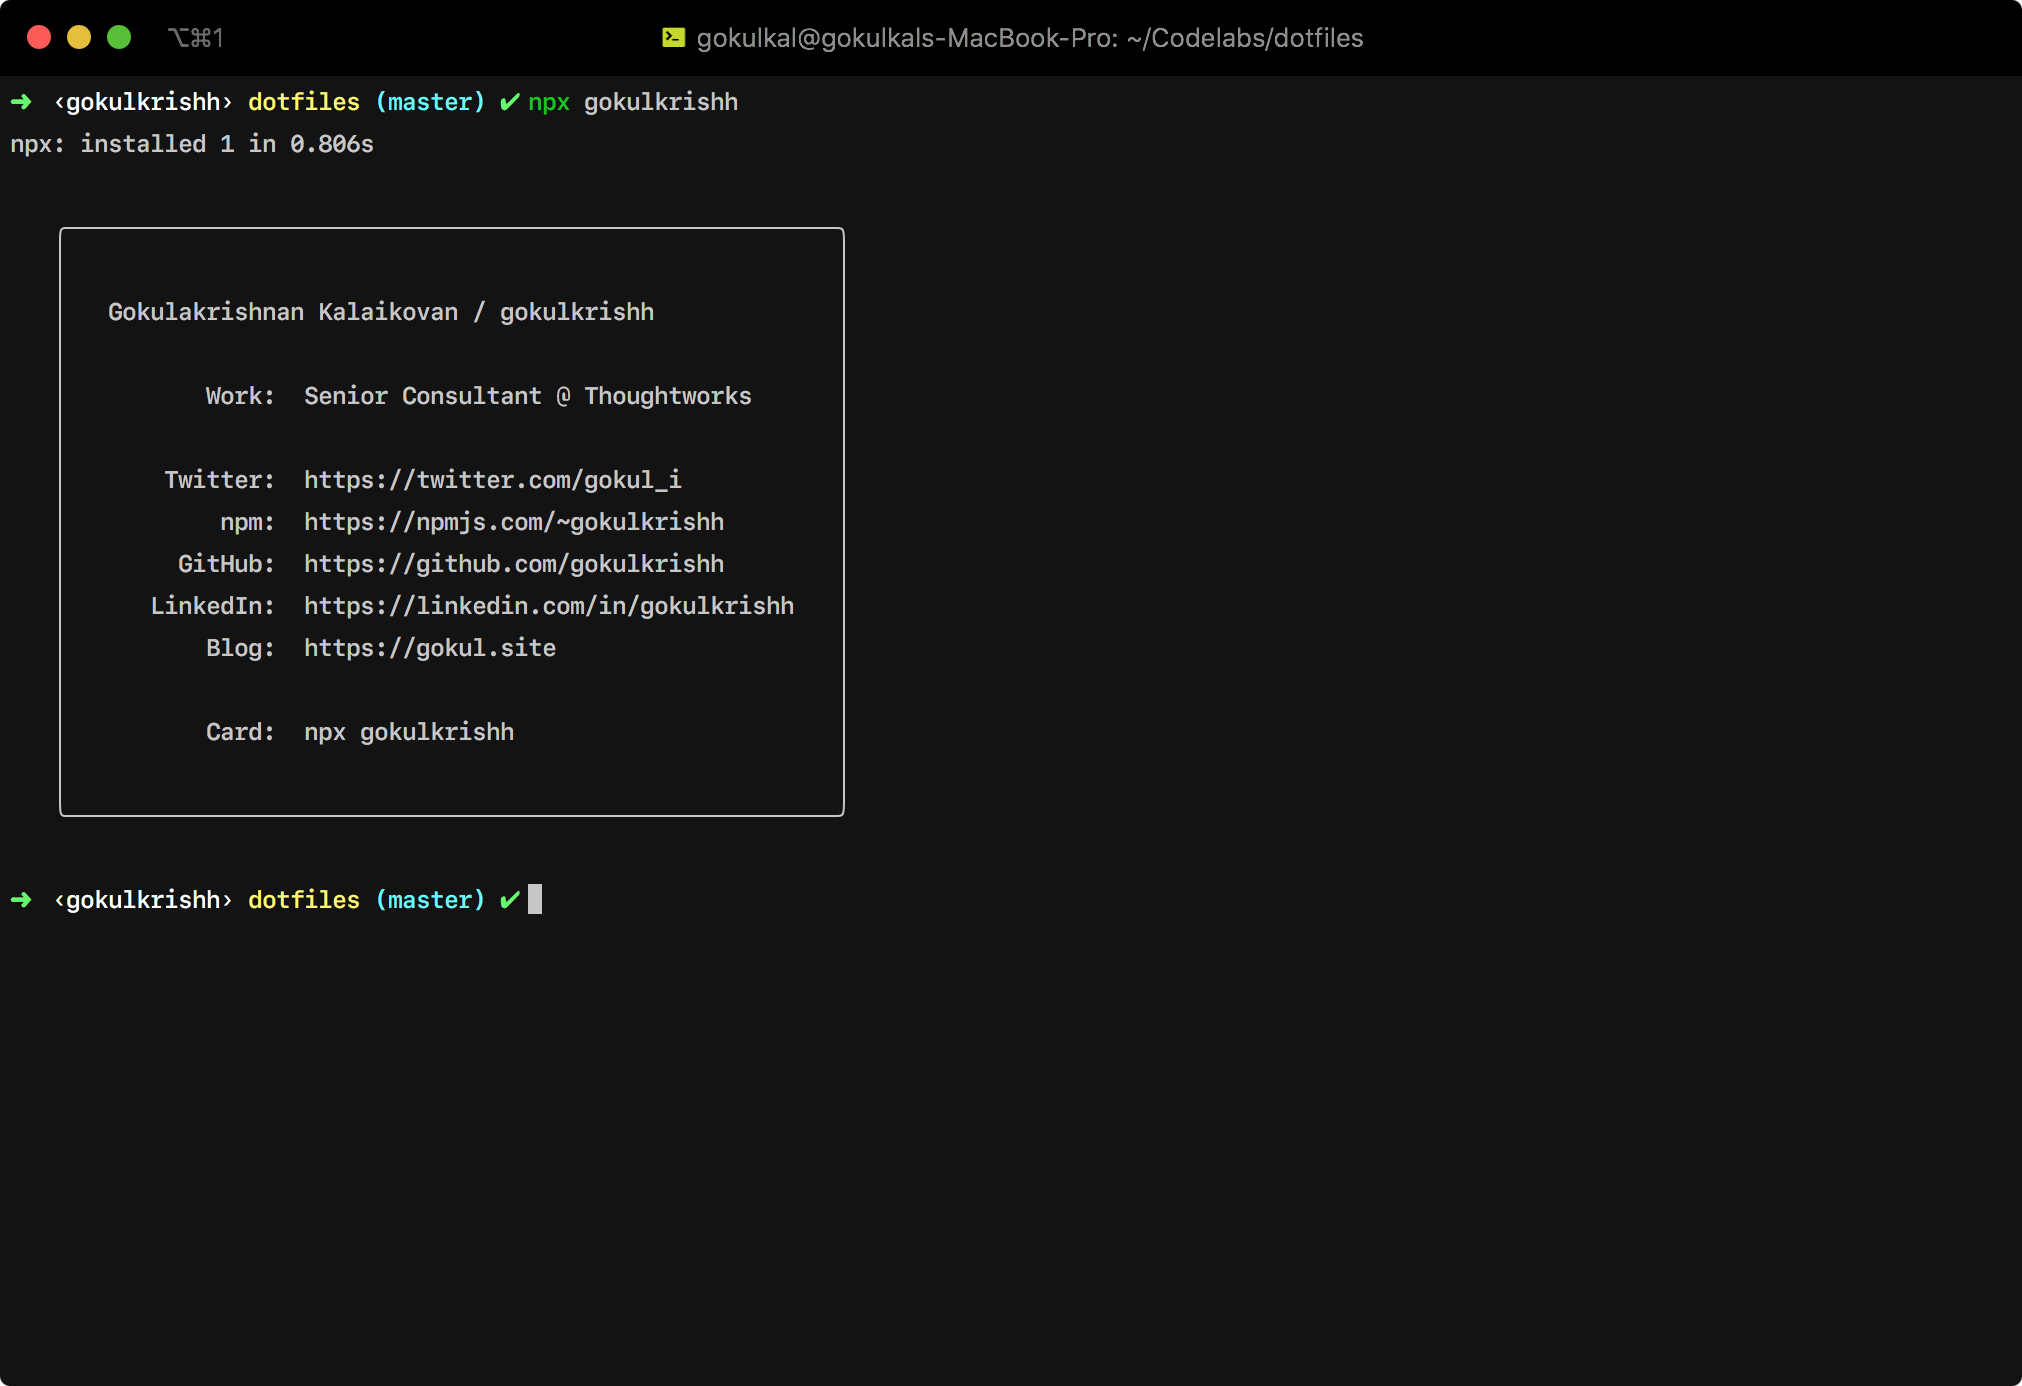 ⌥⌘1
gokulkal@gokulkals-MacBook-Pro: ~/Codelabs/dotfiles
➜ ‹gokulkrishh› dotfiles (master) ✔ npx gokulkrishh
npx: installed 1 in 0.806s
Gokulakrishnan Kalaikovan / gokulkrishh
Work: Senior Consultant @ Thoughtworks
Twitter: https://twitter.com/gokul_i
npm: https://npmjs.com/~gokulkrishh
GitHub: https://github.com/gokulkrishh
LinkedIn: https://linkedin.com/in/gokulkrishh
Blog: https://gokul.site
Card: npx gokulkrishh
➜ ‹gokulkrishh› dotfiles (master) ✔